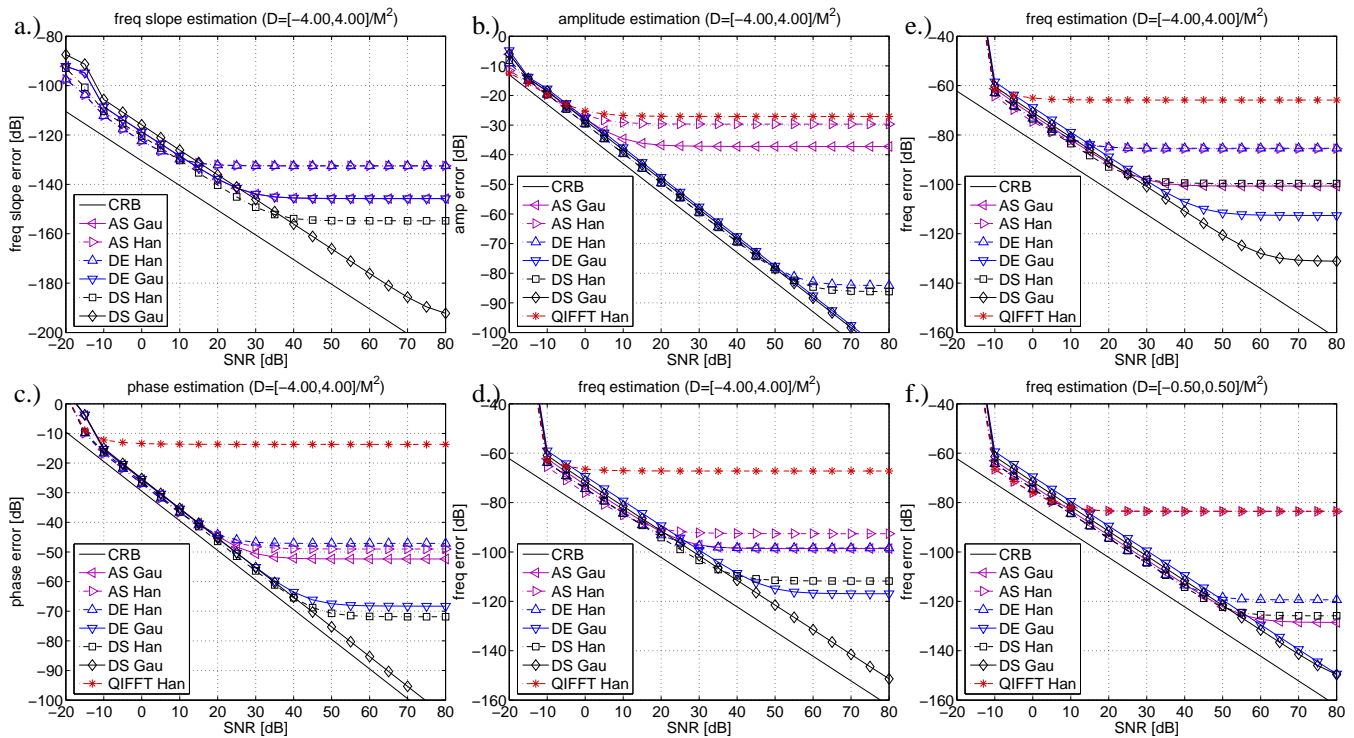 a.)
freq slope estimation (D=[−4.00,4.00]/M²)
−80
−100
−120
−140
−160
−180
−200
freq slope error [dB]
CRB
AS Gau
AS Han
DE Han
DE Gau
DS Han
DS Gau
−20 −10 0 10 20 30 40 50 60 70 80
SNR [dB]
b.)
amplitude estimation (D=[−4.00,4.00]/M²)
0
−10
−20
−30
−40
−50
−60
−70
−80
−90
−100
amp error [dB]
CRB
AS Gau
AS Han
DE Han
DE Gau
DS Han
DS Gau
QIFFT Han
−20 −10 0 10 20 30 40 50 60 70 80
SNR [dB]
e.)
freq estimation (D=[−4.00,4.00]/M²)
−40
−60
−80
−100
−120
−140
−160
freq error [dB]
CRB
AS Gau
AS Han
DE Han
DE Gau
DS Han
DS Gau
QIFFT Han
−20 −10 0 10 20 30 40 50 60 70 80
SNR [dB]
c.)
phase estimation (D=[−4.00,4.00]/M²)
0
−10
−20
−30
−40
−50
−60
−70
−80
−90
−100
phase error [dB]
CRB
AS Gau
AS Han
DE Han
DE Gau
DS Han
DS Gau
QIFFT Han
−20 −10 0 10 20 30 40 50 60 70 80
SNR [dB]
d.)
freq estimation (D=[−4.00,4.00]/M²)
−40
−60
−80
−100
−120
−140
−160
freq error [dB]
CRB
AS Gau
AS Han
DE Han
DE Gau
DS Han
DS Gau
QIFFT Han
−20 −10 0 10 20 30 40 50 60 70 80
SNR [dB]
f.)
freq estimation (D=[−0.50,0.50]/M²)
−40
−60
−80
−100
−120
−140
−160
freq error [dB]
CRB
AS Gau
AS Han
DE Han
DE Gau
DS Han
DS Gau
QIFFT Han
−20 −10 0 10 20 30 40 50 60 70 80
SNR [dB]